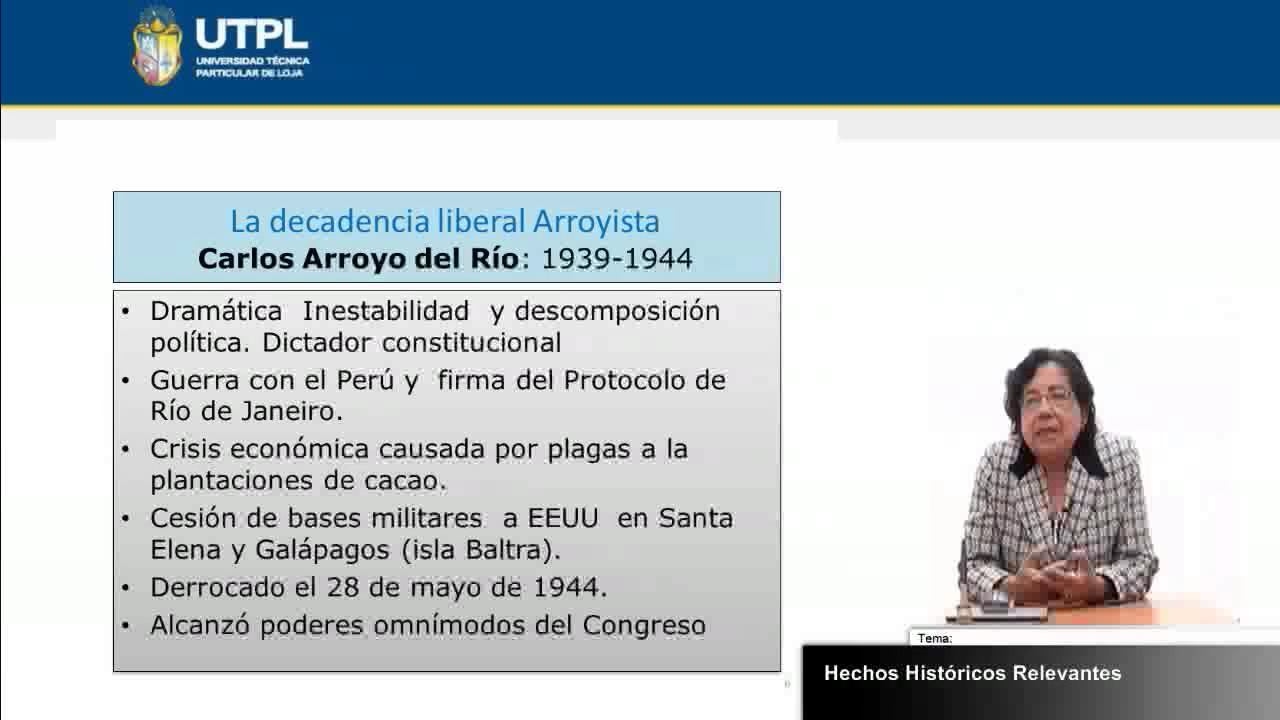 UTPL
UNIVERSIDAD TÉCNICA
PARTICULAR DE LOJA
La decadencia liberal Arroyista
Carlos Arroyo del Río: 1939-1944
• Dramática Inestabilidad y descomposición
política. Dictador constitucional
• Guerra con el Perú y firma del Protocolo de
Río de Janeiro.
• Crisis económica causada por plagas a la
plantaciones de cacao.
• Cesión de bases militares a EEUU en Santa
Elena y Galápagos (isla Baltra).
• Derrocado el 28 de mayo de 1944.
• Alcanzó poderes omnímodos del Congreso
Tema:
Hechos Históricos Relevantes